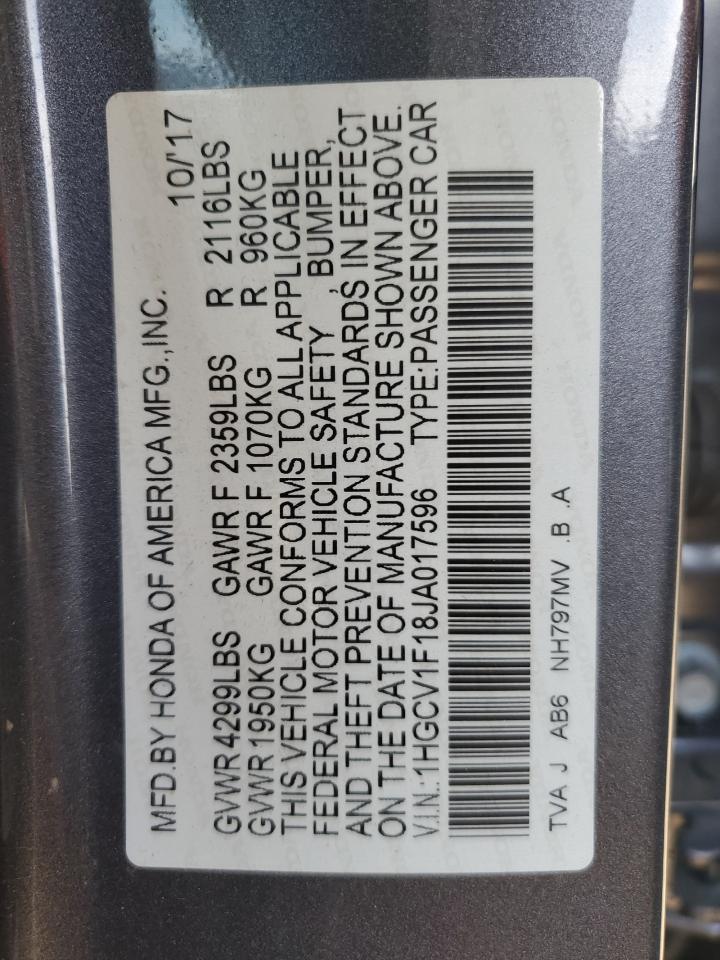 MFD.BY HONDA OF AMERICA MFG.,INC. 10/'17
GVWR 4299LBS GAWR F 2359LBS R 2116LBS
GVWR 1950KG GAWR F 1070KG R 960KG
THIS VEHICLE CONFORMS TO ALL APPLICABLE
FEDERAL MOTOR VEHICLE SAFETY , BUMPER,
AND THEFT PREVENTION STANDARDS IN EFFECT
ON THE DATE OF MANUFACTURE SHOWN ABOVE.
V.I.N.:1HGCV1F18JA017596 TYPE:PASSENGER CAR
TVA J AB6 NH797MV .B .A